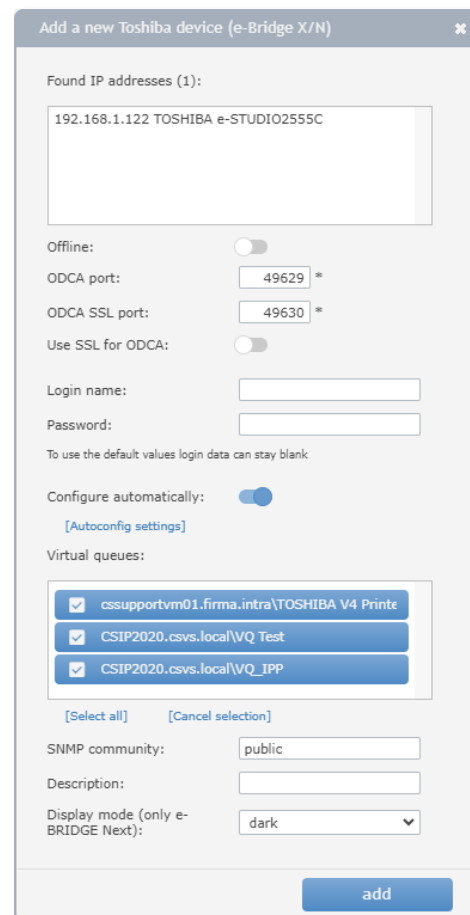 Add a new Toshiba device (e-Bridge X/N)
Found IP addresses (1):
192.168.1.122 TOSHIBA e-STUDIO2555C
Offline:
ODCA port: 49629 *
ODCA SSL port: 49630 *
Use SSL for ODCA:
Login name:
Password:
To use the default values login data can stay blank
Configure automatically:
[Autoconfig settings]
Virtual queues:
cssupportvm01.firma.intra\TOSHIBA V4 Printe
CSIP2020.csvs.local\VQ Test
CSIP2020.csvs.local\VQ_IPP
[Select all] [Cancel selection]
SNMP community: public
Description:
Display mode (only e-
BRIDGE Next): dark
add